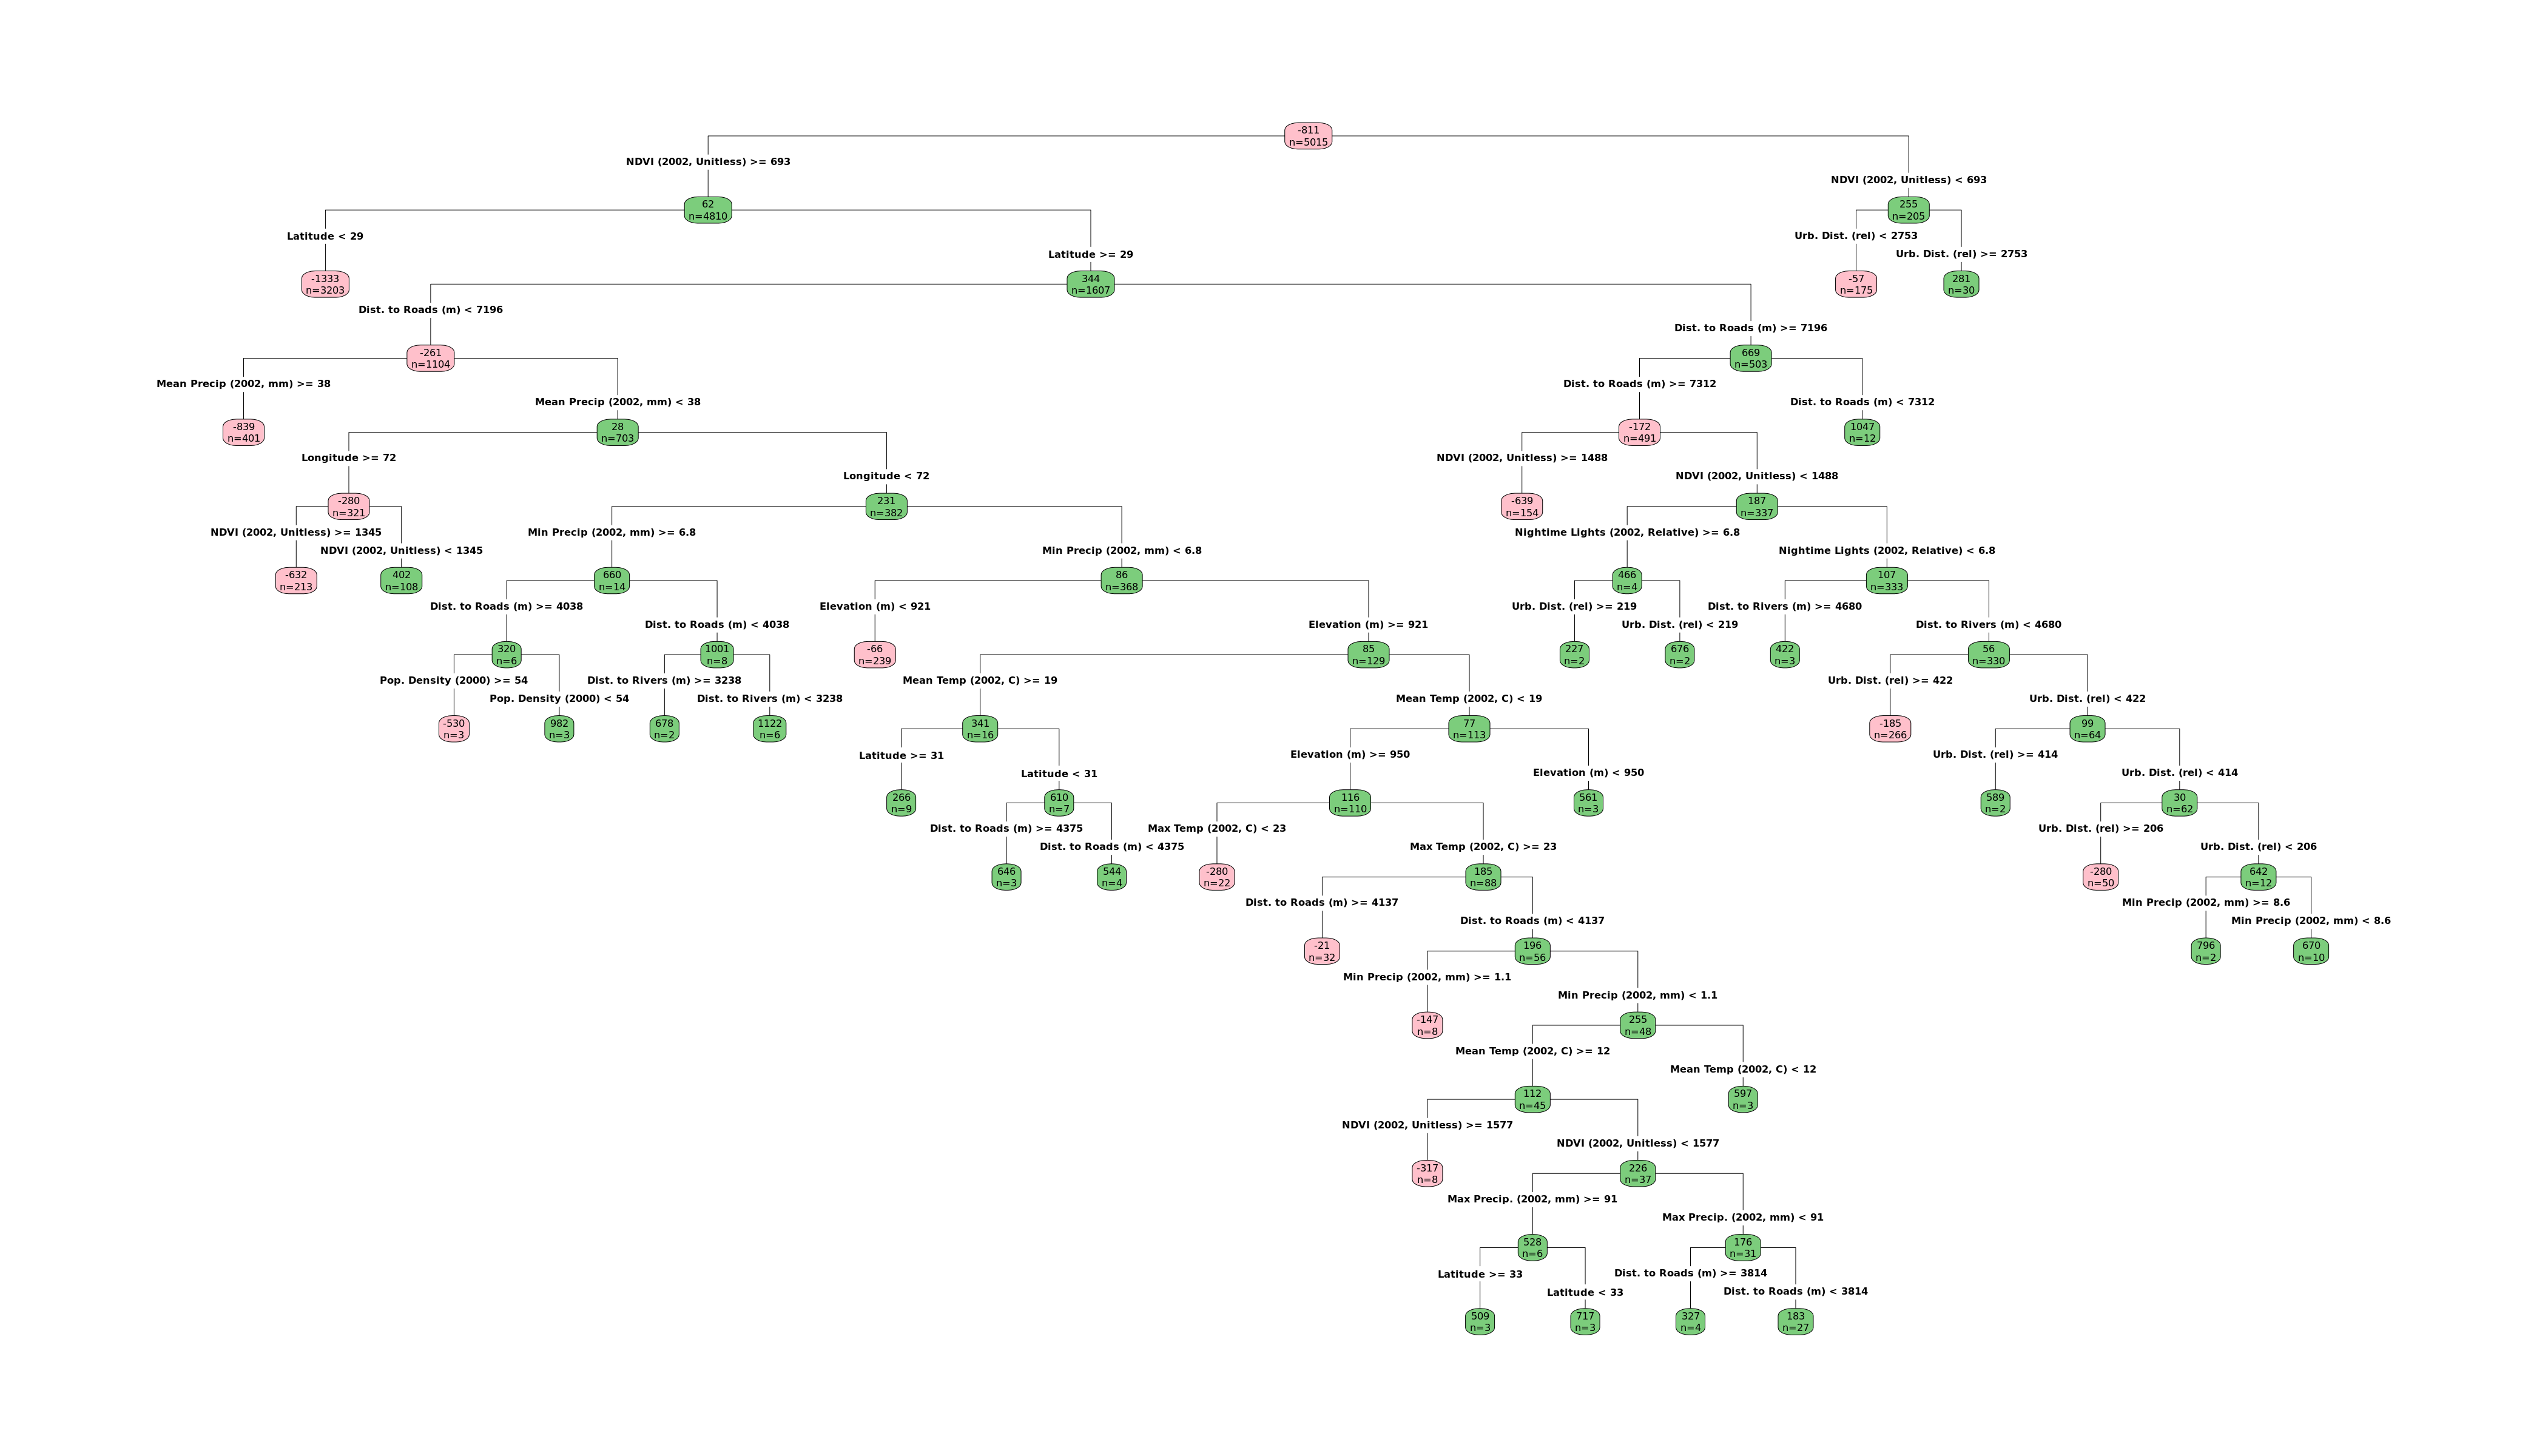 -811
n=5015
NDVI (2002, Unitless) >= 693
NDVI (2002, Unitless) < 693
62
n=4810
255
n=205
Latitude < 29
Urb. Dist. (rel) < 2753
Latitude >= 29
Urb. Dist. (rel) >= 2753
-1333
n=3203
344
n=1607
-57
n=175
281
n=30
Dist. to Roads (m) < 7196
Dist. to Roads (m) >= 7196
-261
n=1104
669
n=503
Mean Precip (2002, mm) >= 38
Dist. to Roads (m) >= 7312
Mean Precip (2002, mm) < 38
Dist. to Roads (m) < 7312
-839
n=401
28
n=703
-172
n=491
1047
n=12
Longitude >= 72
NDVI (2002, Unitless) >= 1488
Longitude < 72
NDVI (2002, Unitless) < 1488
-280
n=321
231
n=382
-639
n=154
187
n=337
NDVI (2002, Unitless) >= 1345
Min Precip (2002, mm) >= 6.8
Nightime Lights (2002, Relative) >= 6.8
NDVI (2002, Unitless) < 1345
Min Precip (2002, mm) < 6.8
Nightime Lights (2002, Relative) < 6.8
-632
n=213
402
n=108
660
n=14
86
n=368
466
n=4
107
n=333
Dist. to Roads (m) >= 4038
Elevation (m) < 921
Urb. Dist. (rel) >= 219
Dist. to Rivers (m) >= 4680
Dist. to Roads (m) < 4038
Elevation (m) >= 921
Urb. Dist. (rel) < 219
Dist. to Rivers (m) < 4680
320
n=6
1001
n=8
-66
n=239
85
n=129
227
n=2
676
n=2
422
n=3
56
n=330
Pop. Density (2000) >= 54
Dist. to Rivers (m) >= 3238
Mean Temp (2002, C) >= 19
Urb. Dist. (rel) >= 422
Pop. Density (2000) < 54
Dist. to Rivers (m) < 3238
Mean Temp (2002, C) < 19
Urb. Dist. (rel) < 422
-530
n=3
982
n=3
678
n=2
1122
n=6
341
n=16
77
n=113
-185
n=266
99
n=64
Latitude >= 31
Elevation (m) >= 950
Urb. Dist. (rel) >= 414
Latitude < 31
Elevation (m) < 950
Urb. Dist. (rel) < 414
266
n=9
610
n=7
116
n=110
561
n=3
589
n=2
30
n=62
Dist. to Roads (m) >= 4375
Max Temp (2002, C) < 23
Urb. Dist. (rel) >= 206
Dist. to Roads (m) < 4375
Max Temp (2002, C) >= 23
Urb. Dist. (rel) < 206
646
n=3
544
n=4
-280
n=22
185
n=88
-280
n=50
642
n=12
Dist. to Roads (m) >= 4137
Min Precip (2002, mm) >= 8.6
Dist. to Roads (m) < 4137
Min Precip (2002, mm) < 8.6
-21
n=32
196
n=56
796
n=2
670
n=10
Min Precip (2002, mm) >= 1.1
Min Precip (2002, mm) < 1.1
-147
n=8
255
n=48
Mean Temp (2002, C) >= 12
Mean Temp (2002, C) < 12
112
n=45
597
n=3
NDVI (2002, Unitless) >= 1577
NDVI (2002, Unitless) < 1577
-317
n=8
226
n=37
Max Precip. (2002, mm) >= 91
Max Precip. (2002, mm) < 91
528
n=6
176
n=31
Latitude >= 33
Dist. to Roads (m) >= 3814
Latitude < 33
Dist. to Roads (m) < 3814
509
n=3
717
n=3
327
n=4
183
n=27